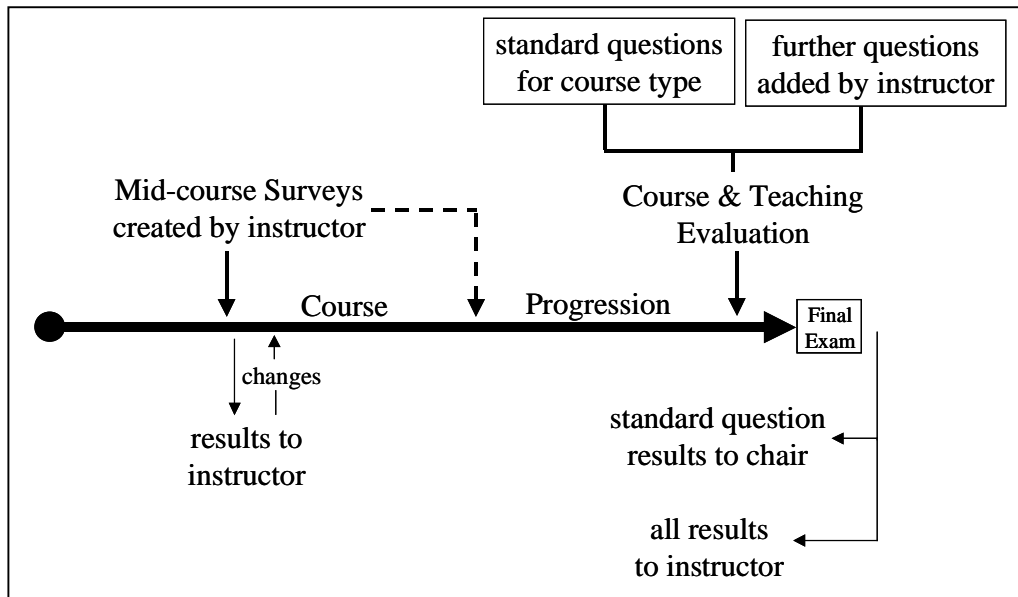 standard questions
for course type
further questions
added by instructor
Mid-course Surveys
created by instructor
Course & Teaching
Evaluation
Course
Progression
Final
Exam
changes
results to
instructor
standard question
results to chair
all results
to instructor